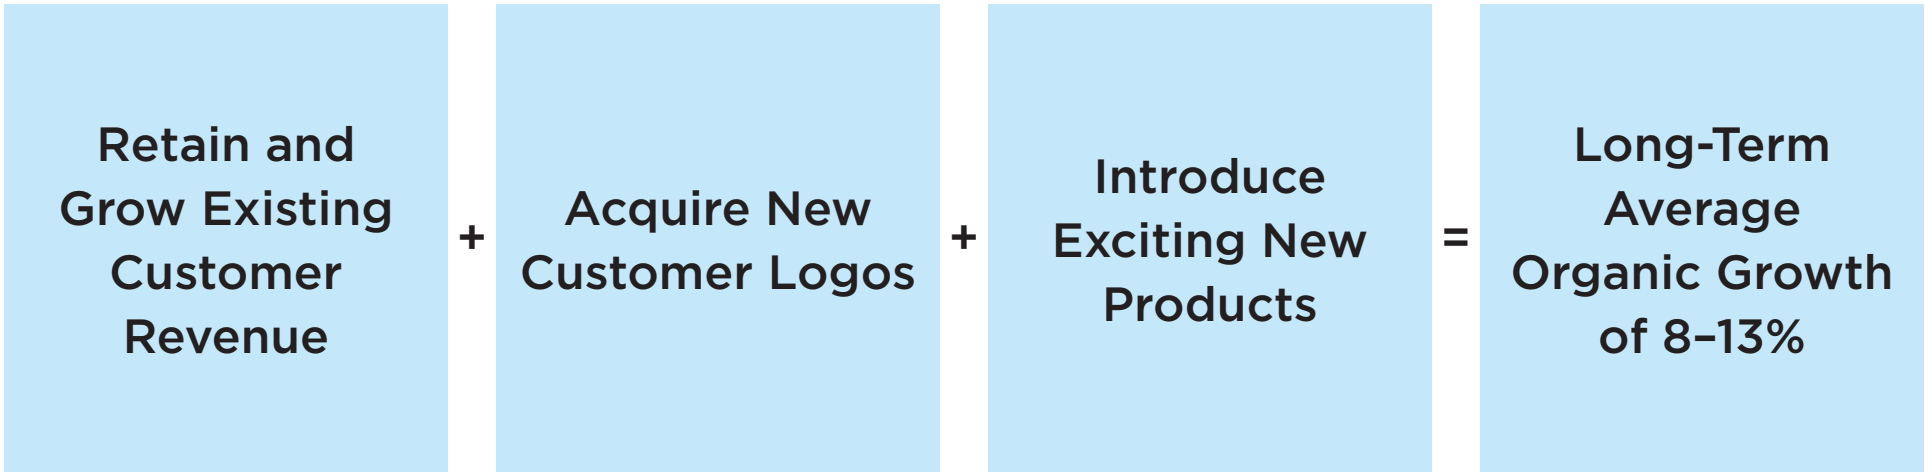 Retain and
Grow Existing
Customer
Revenue
+
Acquire New
Customer Logos
+
Introduce
Exciting New
Products
=
Long-Term
Average
Organic Growth
of 8–13%